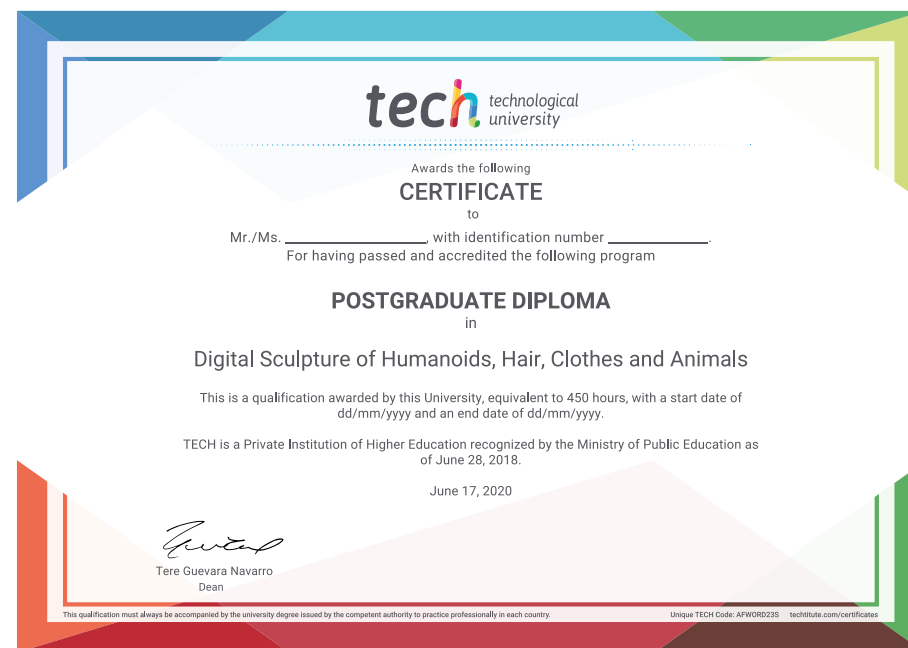 tech technological
university
Awards the following
CERTIFICATE
to
Mr./Ms. ____________________, with identification number ______________.
For having passed and accredited the following program
POSTGRADUATE DIPLOMA
in
Digital Sculpture of Humanoids, Hair, Clothes and Animals
This is a qualification awarded by this University, equivalent to 450 hours, with a start date of
dd/mm/yyyy and an end date of dd/mm/yyyy.
TECH is a Private Institution of Higher Education recognized by the Ministry of Public Education as
of June 28, 2018.
June 17, 2020
Tere Guevara Navarro
Dean
This qualification must always be accompanied by the university degree issued by the competent authority to practice professionally in each country.
Unique TECH Code: AFWORD23S techtitute.com/certificates